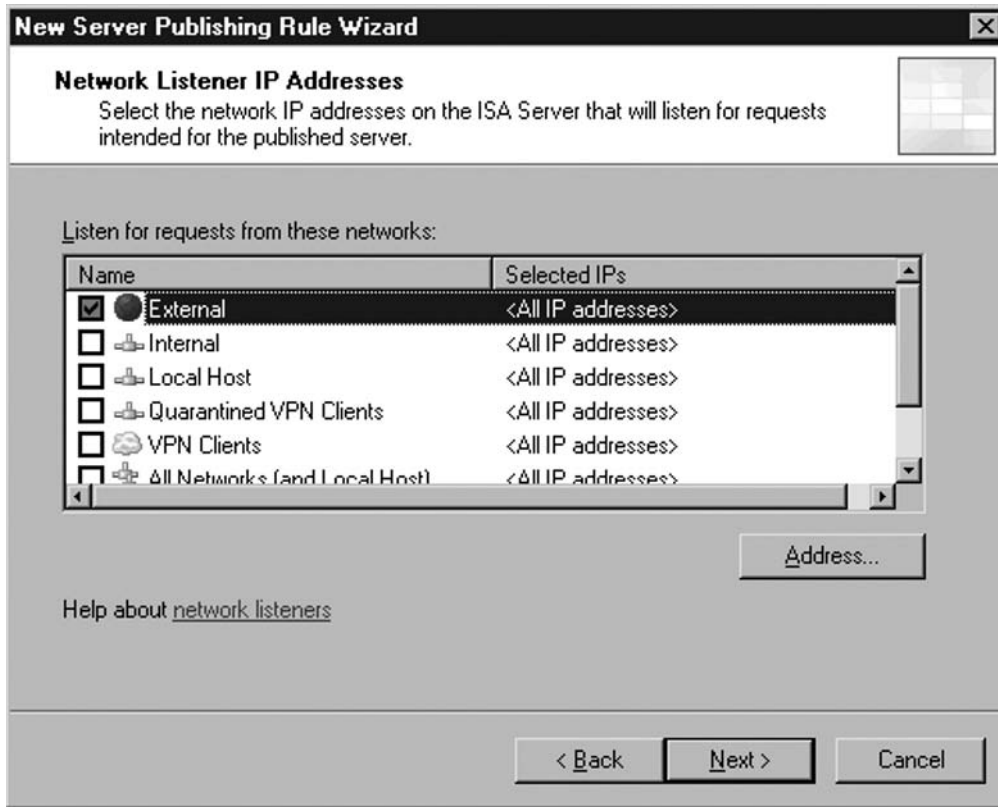 New Server Publishing Rule Wizard
Network Listener IP Addresses
Select the network IP addresses on the ISA Server that will listen for requests
intended for the published server.
Listen for requests from these networks:
Name Selected IPs
External <All IP addresses>
Internal <All IP addresses>
Local Host <All IP addresses>
Quarantined VPN Clients <All IP addresses>
VPN Clients <All IP addresses>
All Networks (and Local Host) <All IP addresses>
Address...
Help about network listeners
< Back Next > Cancel